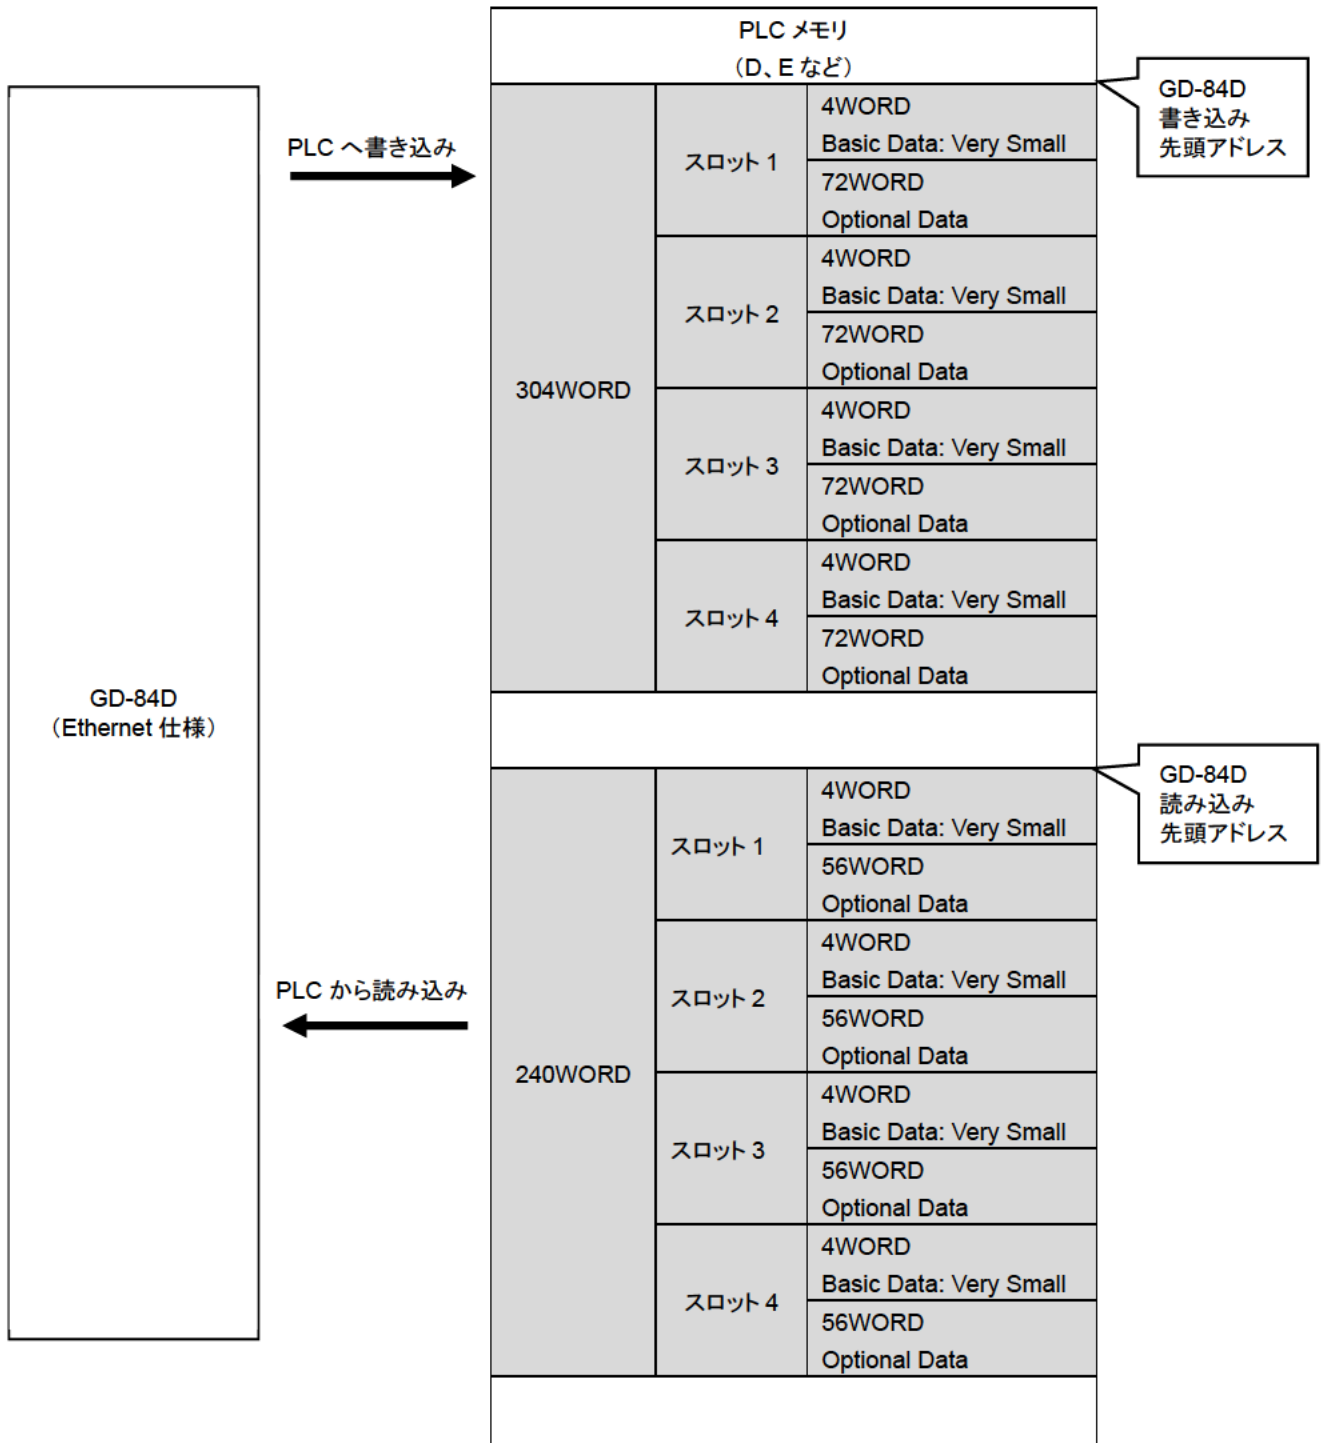 PLC メモリ
（D、E など）
GD-84D
書き込み
先頭アドレス
PLC へ書き込み
304WORD
スロット 1
4WORD
Basic Data: Very Small
72WORD
Optional Data
スロット 2
4WORD
Basic Data: Very Small
72WORD
Optional Data
スロット 3
4WORD
Basic Data: Very Small
72WORD
Optional Data
スロット 4
4WORD
Basic Data: Very Small
72WORD
Optional Data
GD-84D
（Ethernet 仕様）
GD-84D
読み込み
先頭アドレス
PLC から読み込み
240WORD
スロット 1
4WORD
Basic Data: Very Small
56WORD
Optional Data
スロット 2
4WORD
Basic Data: Very Small
56WORD
Optional Data
スロット 3
4WORD
Basic Data: Very Small
56WORD
Optional Data
スロット 4
4WORD
Basic Data: Very Small
56WORD
Optional Data